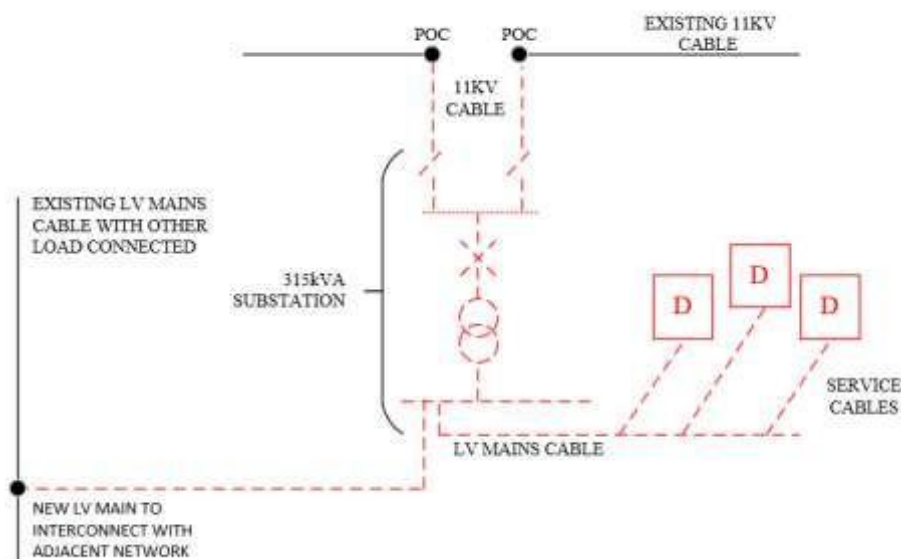 POC
POC
EXISTING 11KV
CABLE
11KV
CABLE
EXISTING LV MAINS
CABLE WITH OTHER
LOAD CONNECTED
315kVA
SUBSTATION
D
D
D
SERVICE
CABLES
LV MAINS CABLE
NEW LV MAIN TO
INTERCONNECT WITH
ADJACENT NETWORK